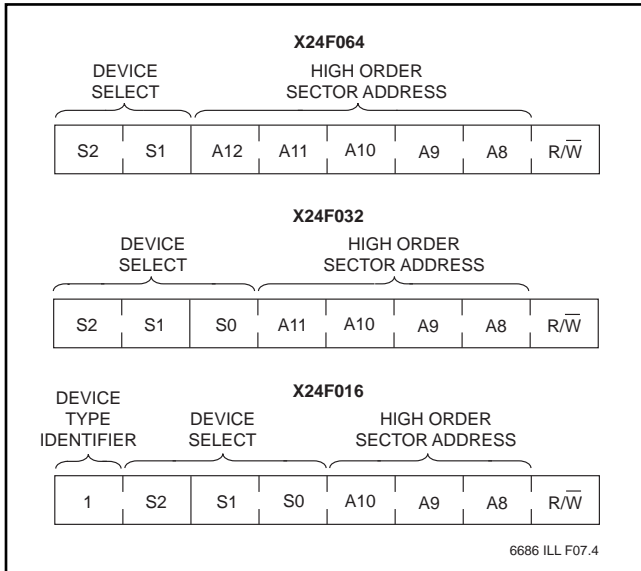 X24F064
DEVICE SELECT HIGH ORDER SECTOR ADDRESS
S2 S1 A12 A11 A10 A9 A8 R/W̅
X24F032
DEVICE SELECT HIGH ORDER SECTOR ADDRESS
S2 S1 S0 A11 A10 A9 A8 R/W̅
X24F016
DEVICE TYPE IDENTIFIER DEVICE SELECT HIGH ORDER SECTOR ADDRESS
1 S2 S1 S0 A10 A9 A8 R/W̅
6686 ILL F07.4